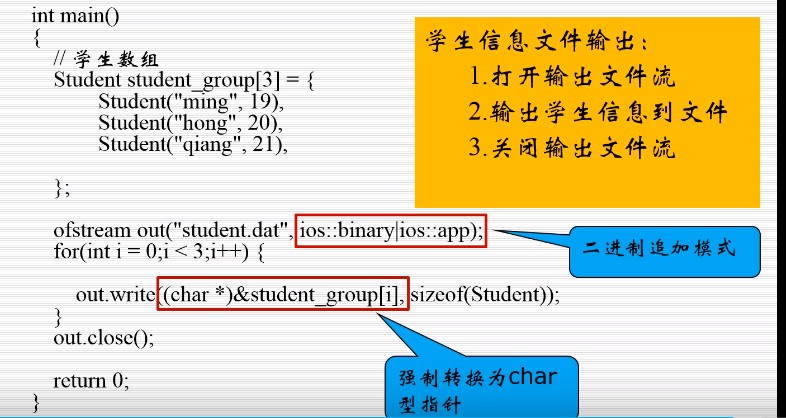 int main()
{
// 学生数组
Student student_group[3] = {
Student("ming", 19),
Student("hong", 20),
Student("qiang", 21),
};
ofstream out("student.dat", ios::binary|ios::app);
for(int i = 0;i < 3;i++) {
out.write((char *)&student_group[i], sizeof(Student));
}
out.close();
return 0;
}
学生信息文件输出：
1.打开输出文件流
2.输出学生信息到文件
3.关闭输出文件流
二进制追加模式
强制转换为char
型指针